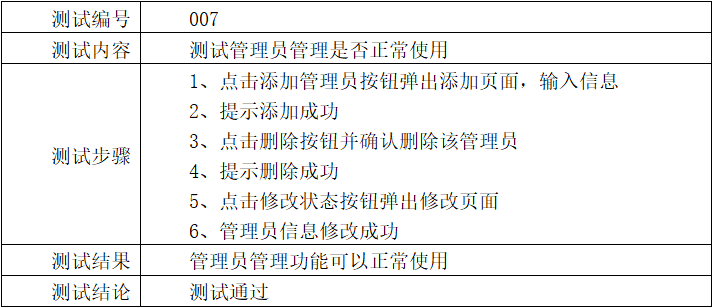 测试编号 007
测试内容 测试管理员管理是否正常使用
1、点击添加管理员按钮弹出添加页面，输入信息
2、提示添加成功
3、点击删除按钮并确认删除该管理员
测试步骤
4、提示删除成功
5、点击修改状态按钮弹出修改页面
6、管理员信息修改成功
测试结果 管理员管理功能可以正常使用
测试结论 测试通过